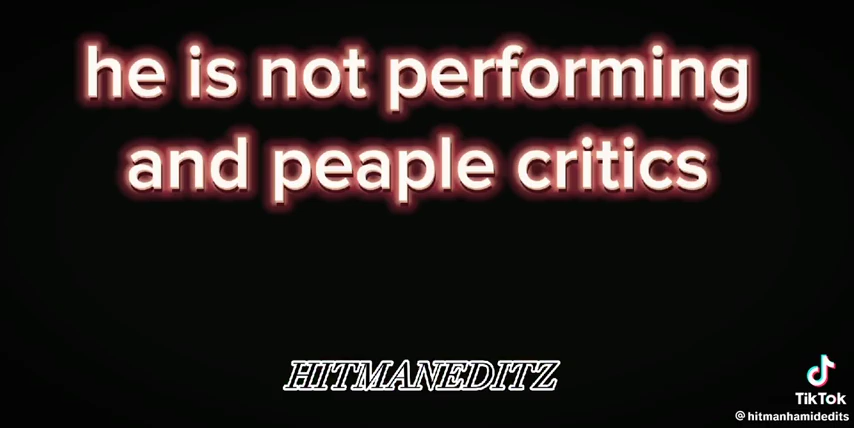 he is not performing
and peaple critics
HITMANEDITZ
TikTok
@hitmanhamidedits